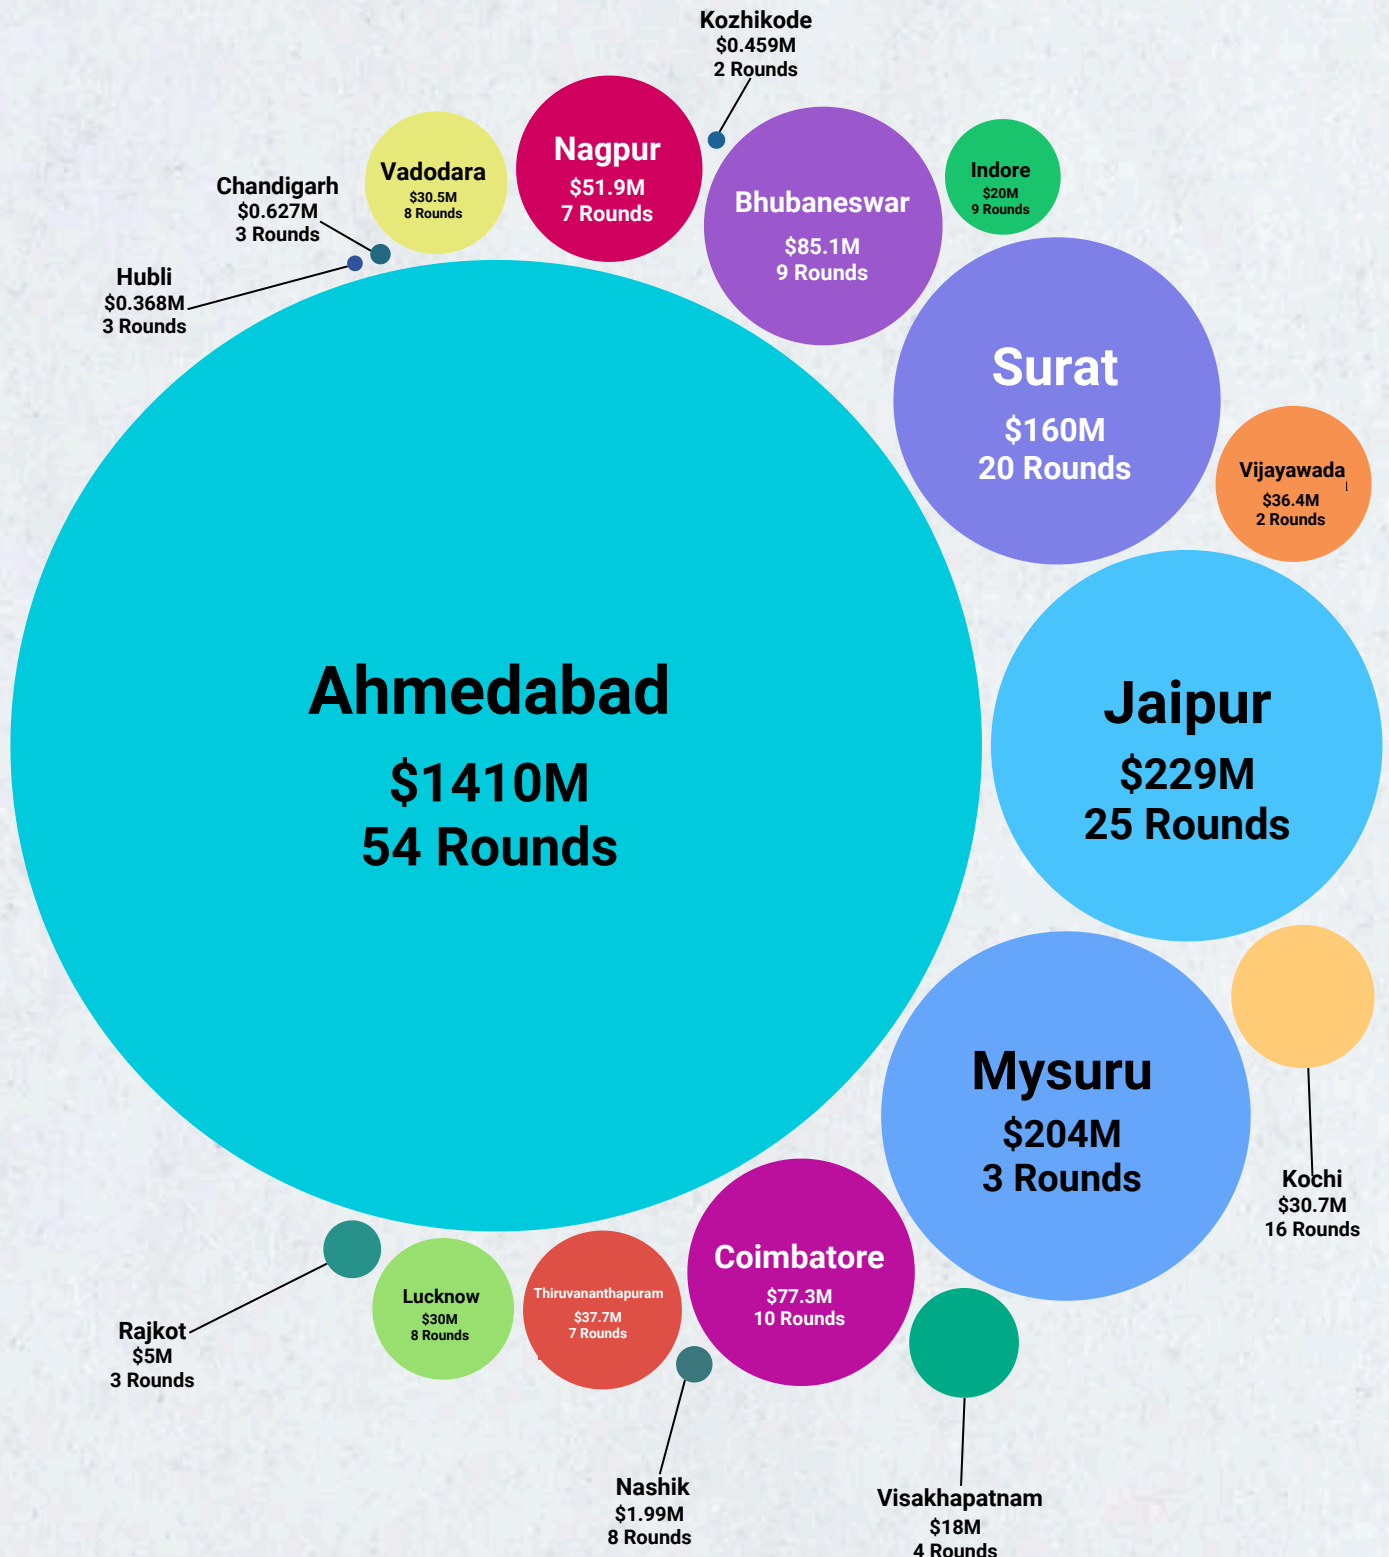 Kozhikode
$0.459M
2 Rounds
Nagpur
$51.9M
7 Rounds
Vadodara
$30.5M
8 Rounds
Indore
$20M
9 Rounds
Chandigarh
$0.627M
3 Rounds
Bhubaneswar
$85.1M
9 Rounds
Hubli
$0.368M
3 Rounds
Surat
$160M
20 Rounds
Vijayawada
$36.4M
2 Rounds
Ahmedabad
$1410M
54 Rounds
Jaipur
$229M
25 Rounds
Mysuru
$204M
3 Rounds
Kochi
$30.7M
16 Rounds
Coimbatore
$77.3M
10 Rounds
Thiruvananthapuram
$37.7M
7 Rounds
Lucknow
$30M
8 Rounds
Rajkot
$5M
3 Rounds
Nashik
$1.99M
8 Rounds
Visakhapatnam
$18M
4 Rounds